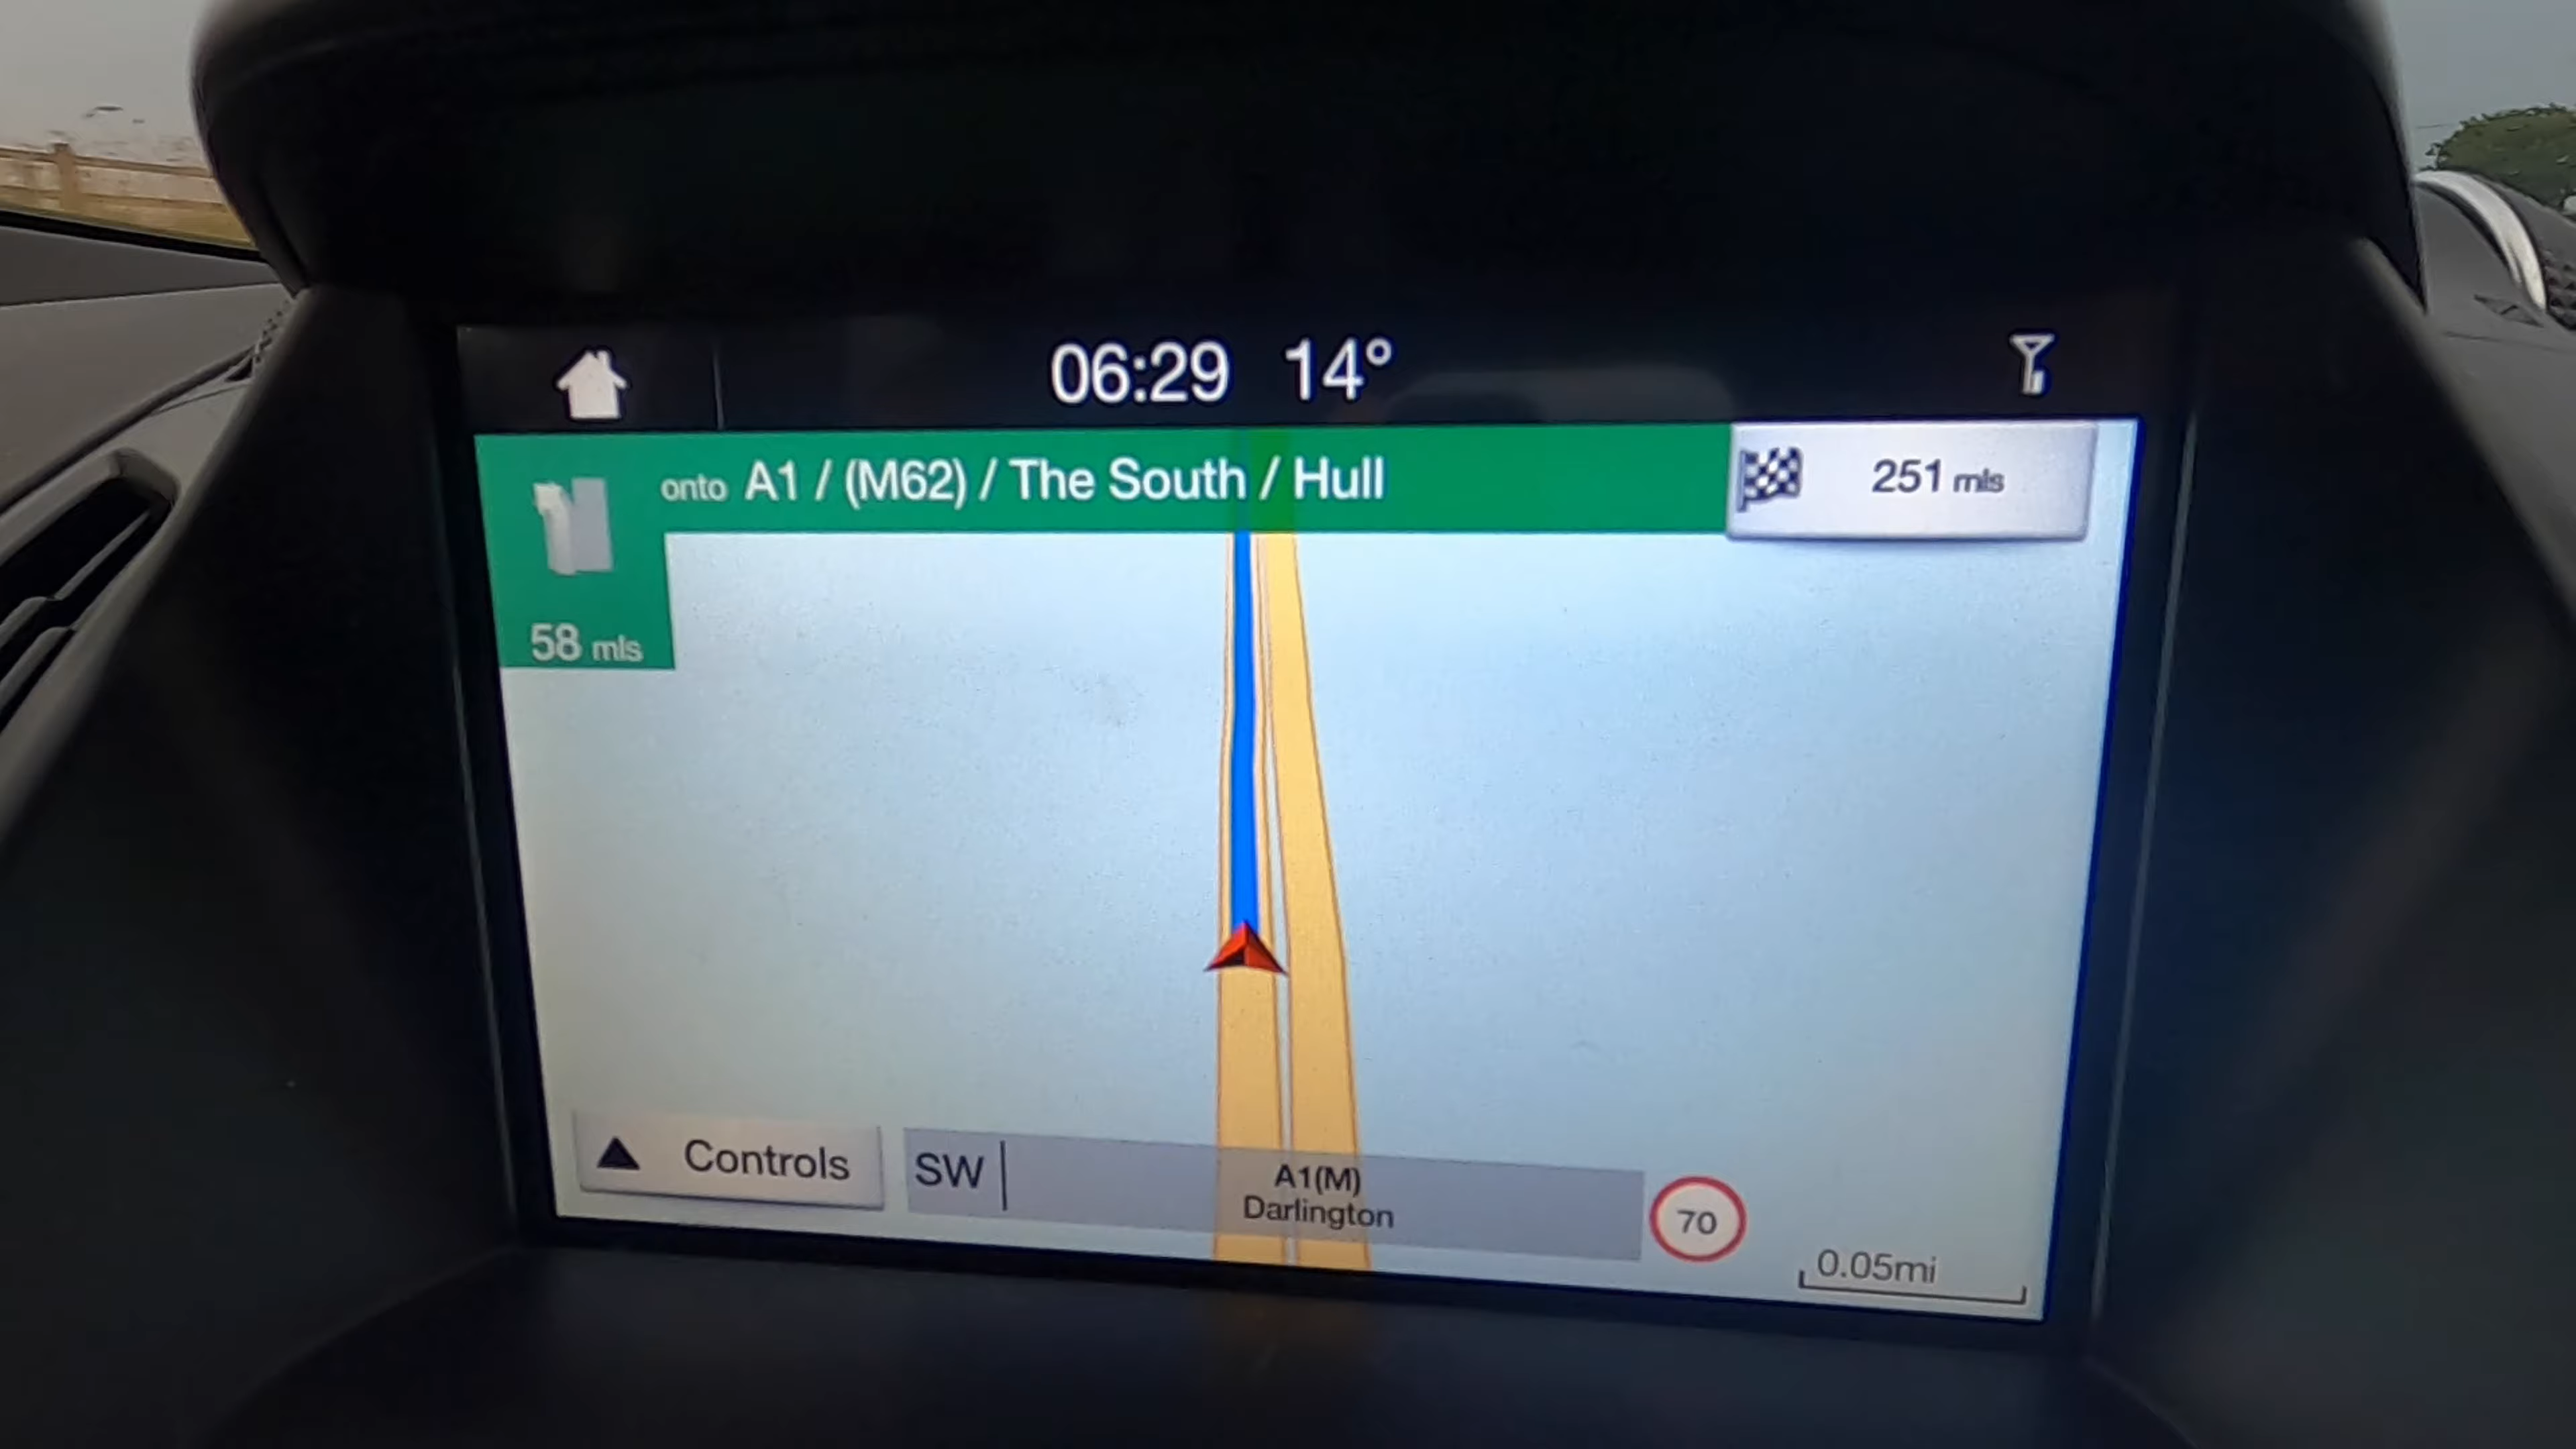 06:29 14°
onto A1 / (M62) / The South / Hull
251 mls
58 mls
Controls
SW
A1(M)
Darlington
70
0.05mi